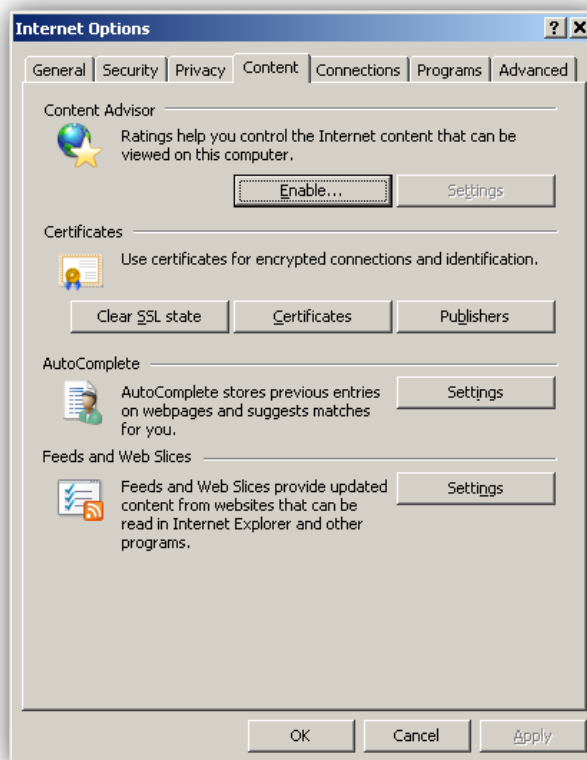 Internet Options
General Security Privacy Content Connections Programs Advanced
Content Advisor
Ratings help you control the Internet content that can be
viewed on this computer.
Enable... Settings
Certificates
Use certificates for encrypted connections and identification.
Clear SSL state Certificates Publishers
AutoComplete
AutoComplete stores previous entries
on webpages and suggests matches
for you.
Settings
Feeds and Web Slices
Feeds and Web Slices provide updated
content from websites that can be
read in Internet Explorer and other
programs.
Settings
OK Cancel Apply